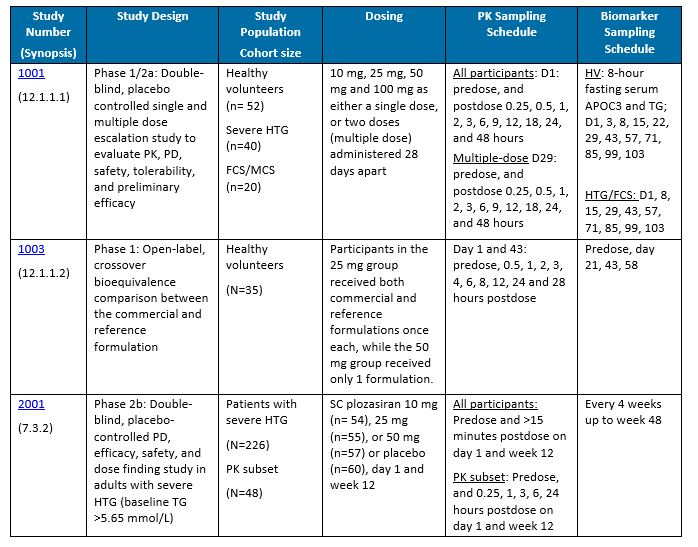 Study
Number
(Synopsis)
Study Design
Study
Population
Cohort size
Dosing
PK Sampling
Schedule
Biomarker
Sampling
Schedule
1001
(12.1.1.1)
Phase 1/2a: Double-
blind, placebo
controlled single and
multiple dose
escalation study to
evaluate PK, PD,
safety, tolerability,
and preliminary
efficacy
Healthy
volunteers
(n= 52)
Severe HTG
(n=40)
FCS/MCS
(n=20)
10 mg, 25 mg, 50
mg and 100 mg as
either a single dose,
or two doses
(multiple dose)
administered 28
days apart
All participants: D1:
predose, and
postdose 0.25, 0.5, 1,
2, 3, 6, 9, 12, 18, 24,
and 48 hours
Multiple-dose D29:
predose, and
postdose 0.25, 0.5, 1,
2, 3, 6, 9, 12, 18, 24,
and 48 hours
HV: 8-hour
fasting serum
APOC3 and TG;
D1, 3, 8, 15, 22,
29, 43, 57, 71,
85, 99, 103
HTG/FCS: D1, 8,
15, 29, 43, 57,
71, 85, 99, 103
1003
(12.1.1.2)
Phase 1: Open-label,
crossover
bioequivalence
comparison between
the commercial and
reference
formulation
Healthy
volunteers
(N=35)
Participants in the
25 mg group
received both
commercial and
reference
formulations once
each, while the 50
mg group received
only 1 formulation.
Day 1 and 43:
predose, 0.5, 1, 2, 3,
4, 6, 8, 12, 24 and 28
hours postdose
Predose, day
21, 43, 58
2001
(7.3.2)
Phase 2b: Double-
blind, placebo-
controlled PD,
efficacy, safety, and
dose finding study in
adults with severe
HTG (baseline TG
>5.65 mmol/L)
Patients with
severe HTG
(N=226)
PK subset
(N=48)
SC plozasiran 10 mg
(n= 54), 25 mg
(n=55), or 50 mg
(n=57) or placebo
(n=60), day 1 and
week 12
All participants:
Predose and >15
minutes postdose on
day 1 and week 12
PK subset: Predose,
and 0.25, 1, 3, 6, 24
hours postdose on
day 1 and week 12
Every 4 weeks
up to week 48